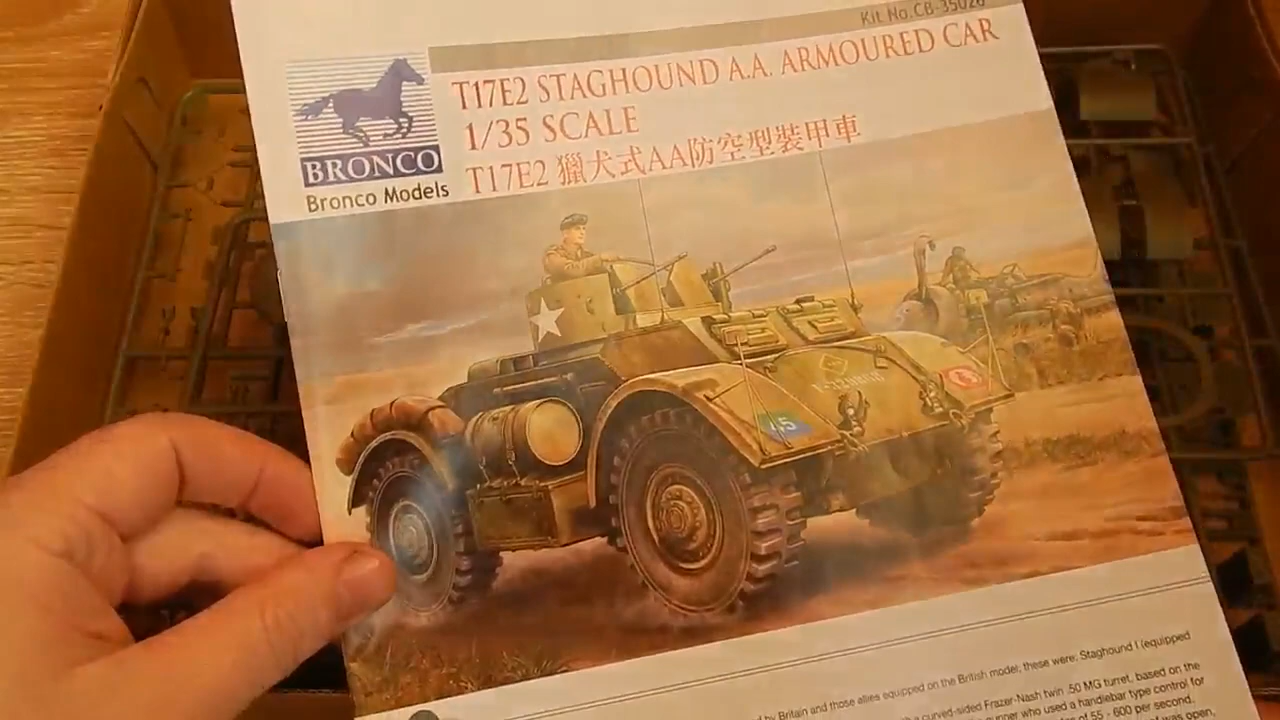 Kit No.CB-35026
BRONCO
Bronco Models
T17E2 STAGHOUND A.A. ARMOURED CAR
1/35 SCALE
T17E2 獵犬式AA防空型裝甲車
45
by Britain and those allies equipped on the British model; these were: Staghound I (equipped
a curved-sided Frazer-Nash twin .50 MG turret, based on the
gunner who used a handlebar type control for
of 55 - 600 per second.
was open,